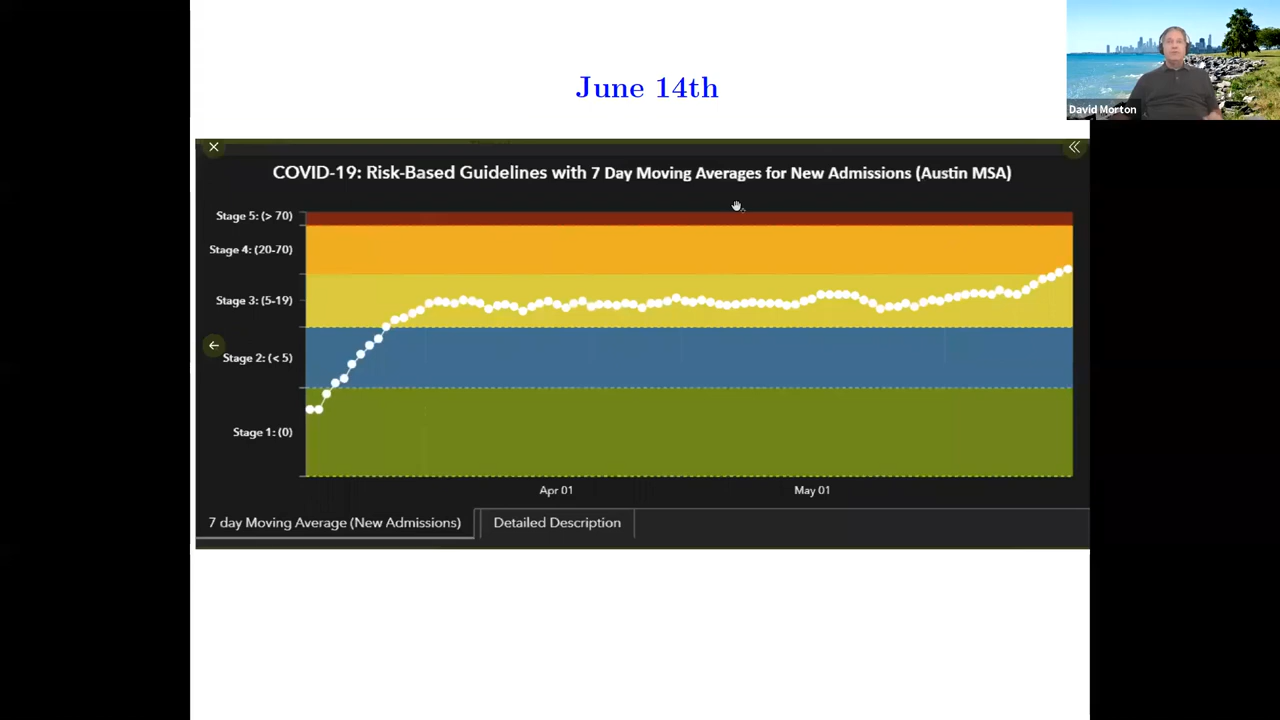 June 14th
David Morton
COVID-19: Risk-Based Guidelines with 7 Day Moving Averages for New Admissions (Austin MSA)
Stage 5: (> 70)
Stage 4: (20-70)
Stage 3: (5-19)
Stage 2: (< 5)
Stage 1: (0)
Apr 01
May 01
7 day Moving Average (New Admissions)
Detailed Description